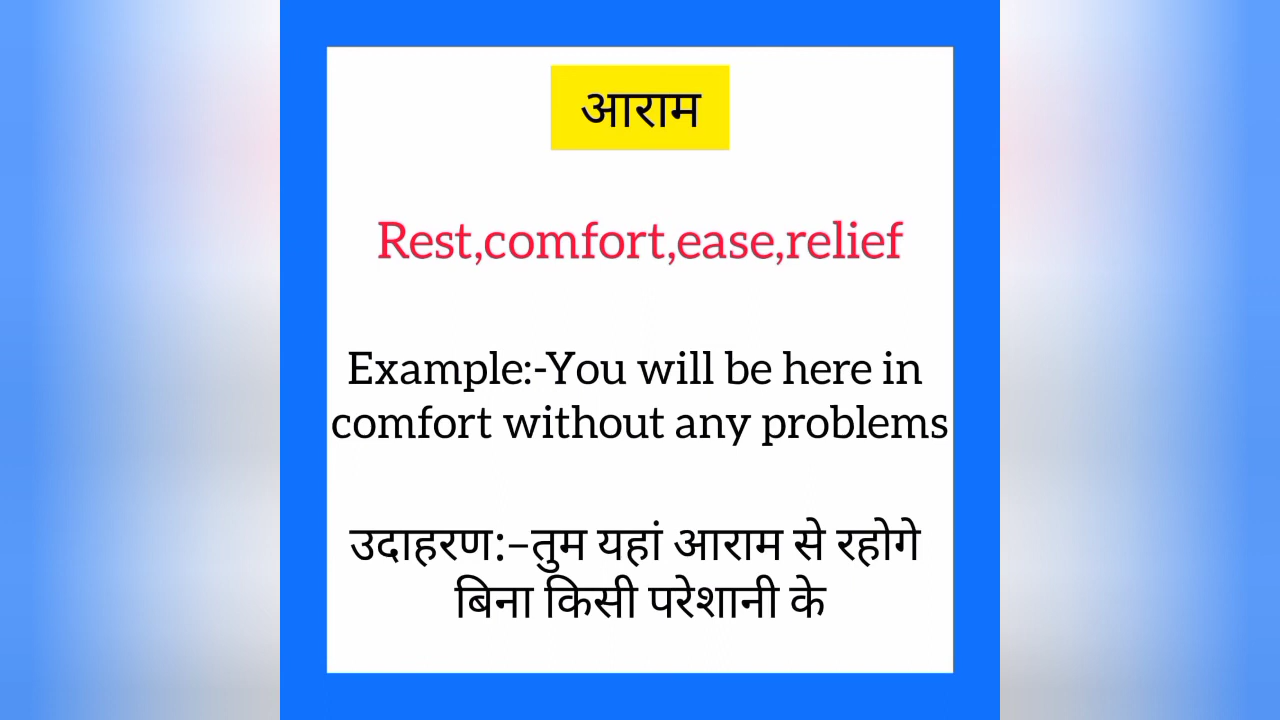 आराम
Rest,comfort,ease,relief
Example:-You will be here in
comfort without any problems
उदाहरण:–तुम यहां आराम से रहोगे
बिना किसी परेशानी के